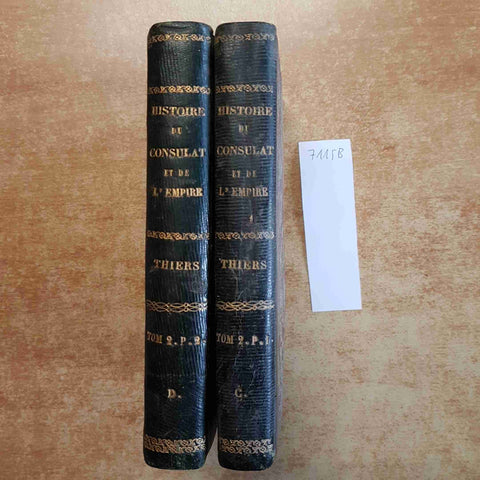 HISTOIRE
DU
CONSULAT
ET DE
L'EMPIRE
THIERS
TOM 2.P.2.
D.
HISTOIRE
DU
CONSULAT
ET DE
L'EMPIRE
THIERS
TOM 2.P.1.
C.
7115B